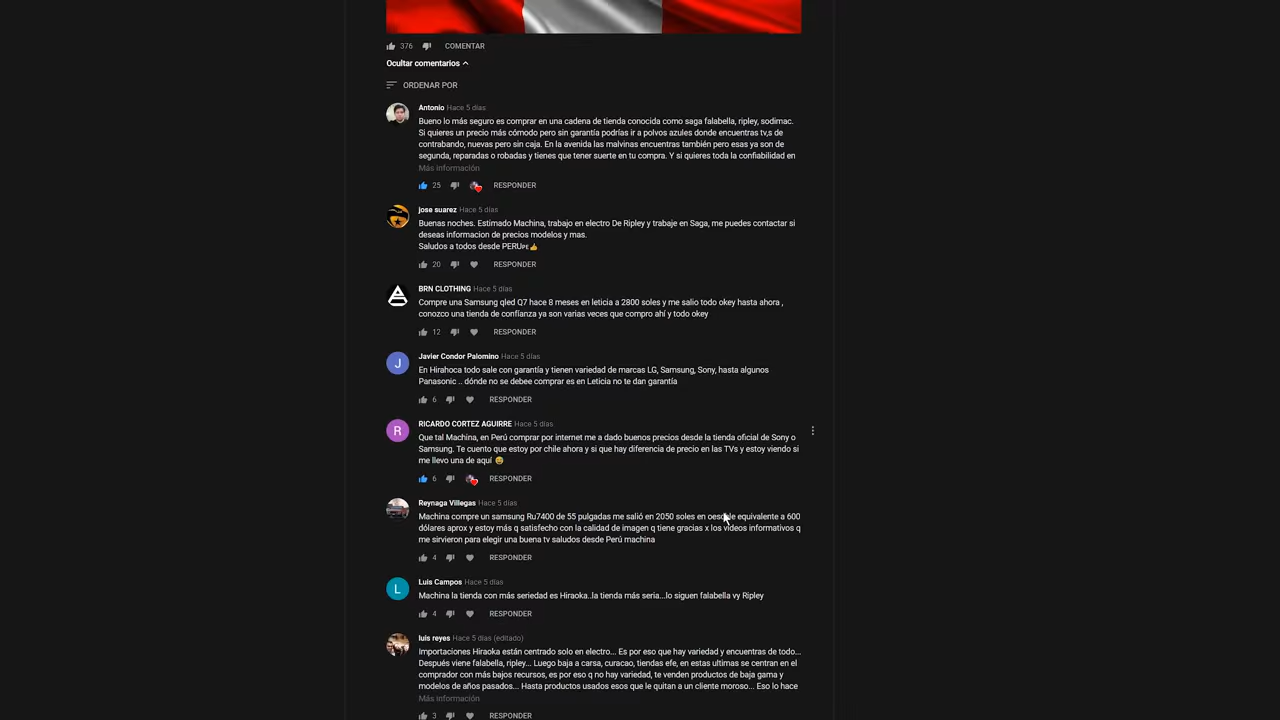 376 COMENTAR
Ocultar comentarios
ORDENAR POR
Antonio Hace 5 días
Bueno lo más seguro es comprar en una cadena de tienda conocida como saga falabella, ripley, sodimac.
Si quieres un precio más cómodo pero sin garantía podrías ir a polvos azules donde encuentras tv,s de
contrabando, nuevas pero sin caja. En la avenida las malvinas encuentras también pero esas ya son de
segunda, reparadas o robadas y tienes que tener suerte en tu compra. Y si quieres toda la confiabilidad en
Más información
25 RESPONDER
jose suarez Hace 5 días
Buenas noches. Estimado Machina, trabajo en electro De Ripley y trabaje en Saga, me puedes contactar si
deseas informacion de precios modelos y mas.
Saludos a todos desde PERU🇵🇪👍
20 RESPONDER
BRN CLOTHING Hace 5 días
Compre una Samsung qled Q7 hace 8 meses en leticia a 2800 soles y me salio todo okey hasta ahora ,
conozco una tienda de confianza ya son varias veces que compro ahí y todo okey
12 RESPONDER
J
Javier Condor Palomino Hace 5 días
En Hirahoca todo sale con garantía y tienen variedad de marcas LG, Samsung, Sony, hasta algunos
Panasonic .. dónde no se debee comprar es en Leticia no te dan garantía
6 RESPONDER
R
RICARDO CORTEZ AGUIRRE Hace 5 días
Que tal Machina, en Perú comprar por internet me a dado buenos precios desde la tienda oficial de Sony o
Samsung. Te cuento que estoy por chile ahora y si que hay diferencia de precio en las TVs y estoy viendo si
me llevo una de aquí 😅
6 RESPONDER
Reynaga Villegas Hace 5 días
Machina compre un samsung Ru7400 de 55 pulgadas me salió en 2050 soles en oesdle equivalente a 600
dólares aprox y estoy más q satisfecho con la calidad de imagen q tiene gracias x los videos informativos q
me sirvieron para elegir una buena tv saludos desde Perú machina
4 RESPONDER
L
Luis Campos Hace 5 días
Machina la tienda con más seriedad es Hiraoka..la tienda más seria...lo siguen falabella vy Ripley
4 RESPONDER
luis reyes Hace 5 días (editado)
Importaciones Hiraoka están centrado solo en electro... Es por eso que hay variedad y encuentras de todo...
Después viene falabella, ripley... Luego baja a carsa, curacao, tiendas efe, en estas ultimas se centran en el
comprador con más bajos recursos, es por eso q no hay variedad, te venden productos de baja gama y
modelos de años pasados... Hasta productos usados esos que le quitan a un cliente moroso... Eso lo hace
Más información
3 RESPONDER